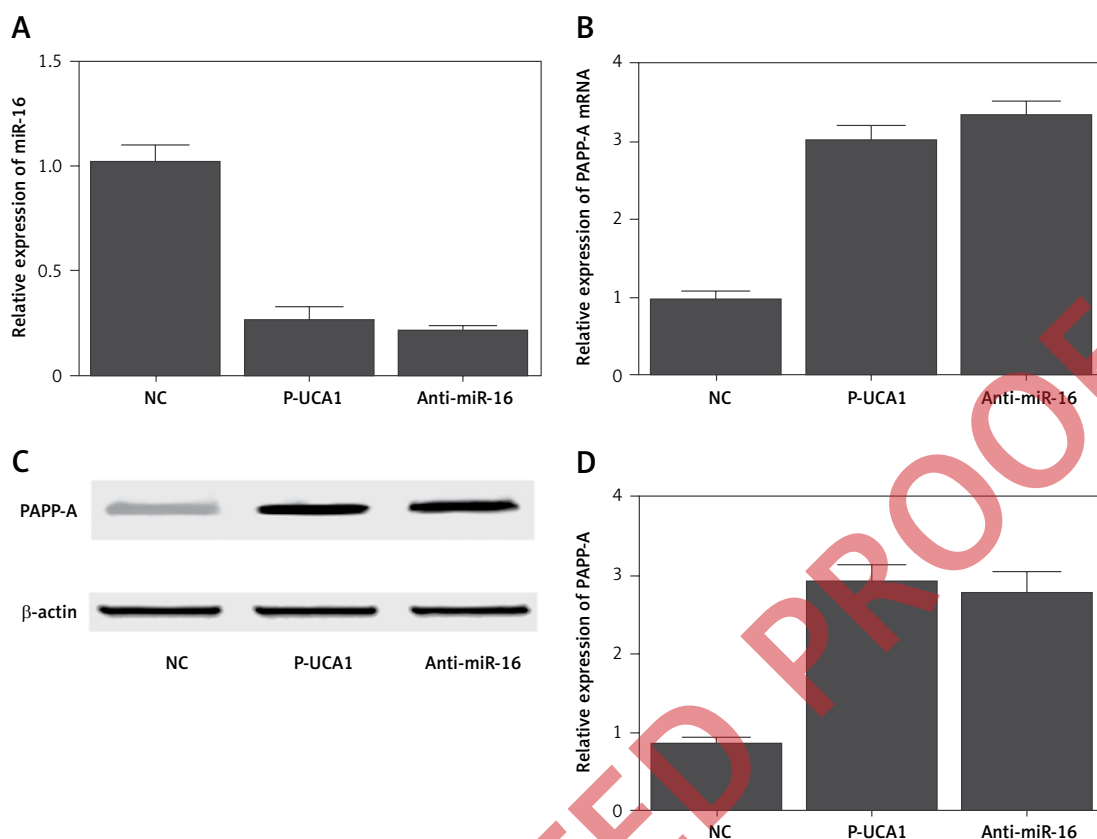 A
Relative expression of miR-16
1.5
1.0
0.5
0
NC P-UCA1 Anti-miR-16
B
Relative expression of PAPP-A mRNA
4
3
2
1
0
NC P-UCA1 Anti-miR-16
C
PAPP-A
β-actin
NC P-UCA1 Anti-miR-16
D
Relative expression of PAPP-A
4
3
2
1
0
NC P-UCA1 Anti-miR-16
ED PROOF